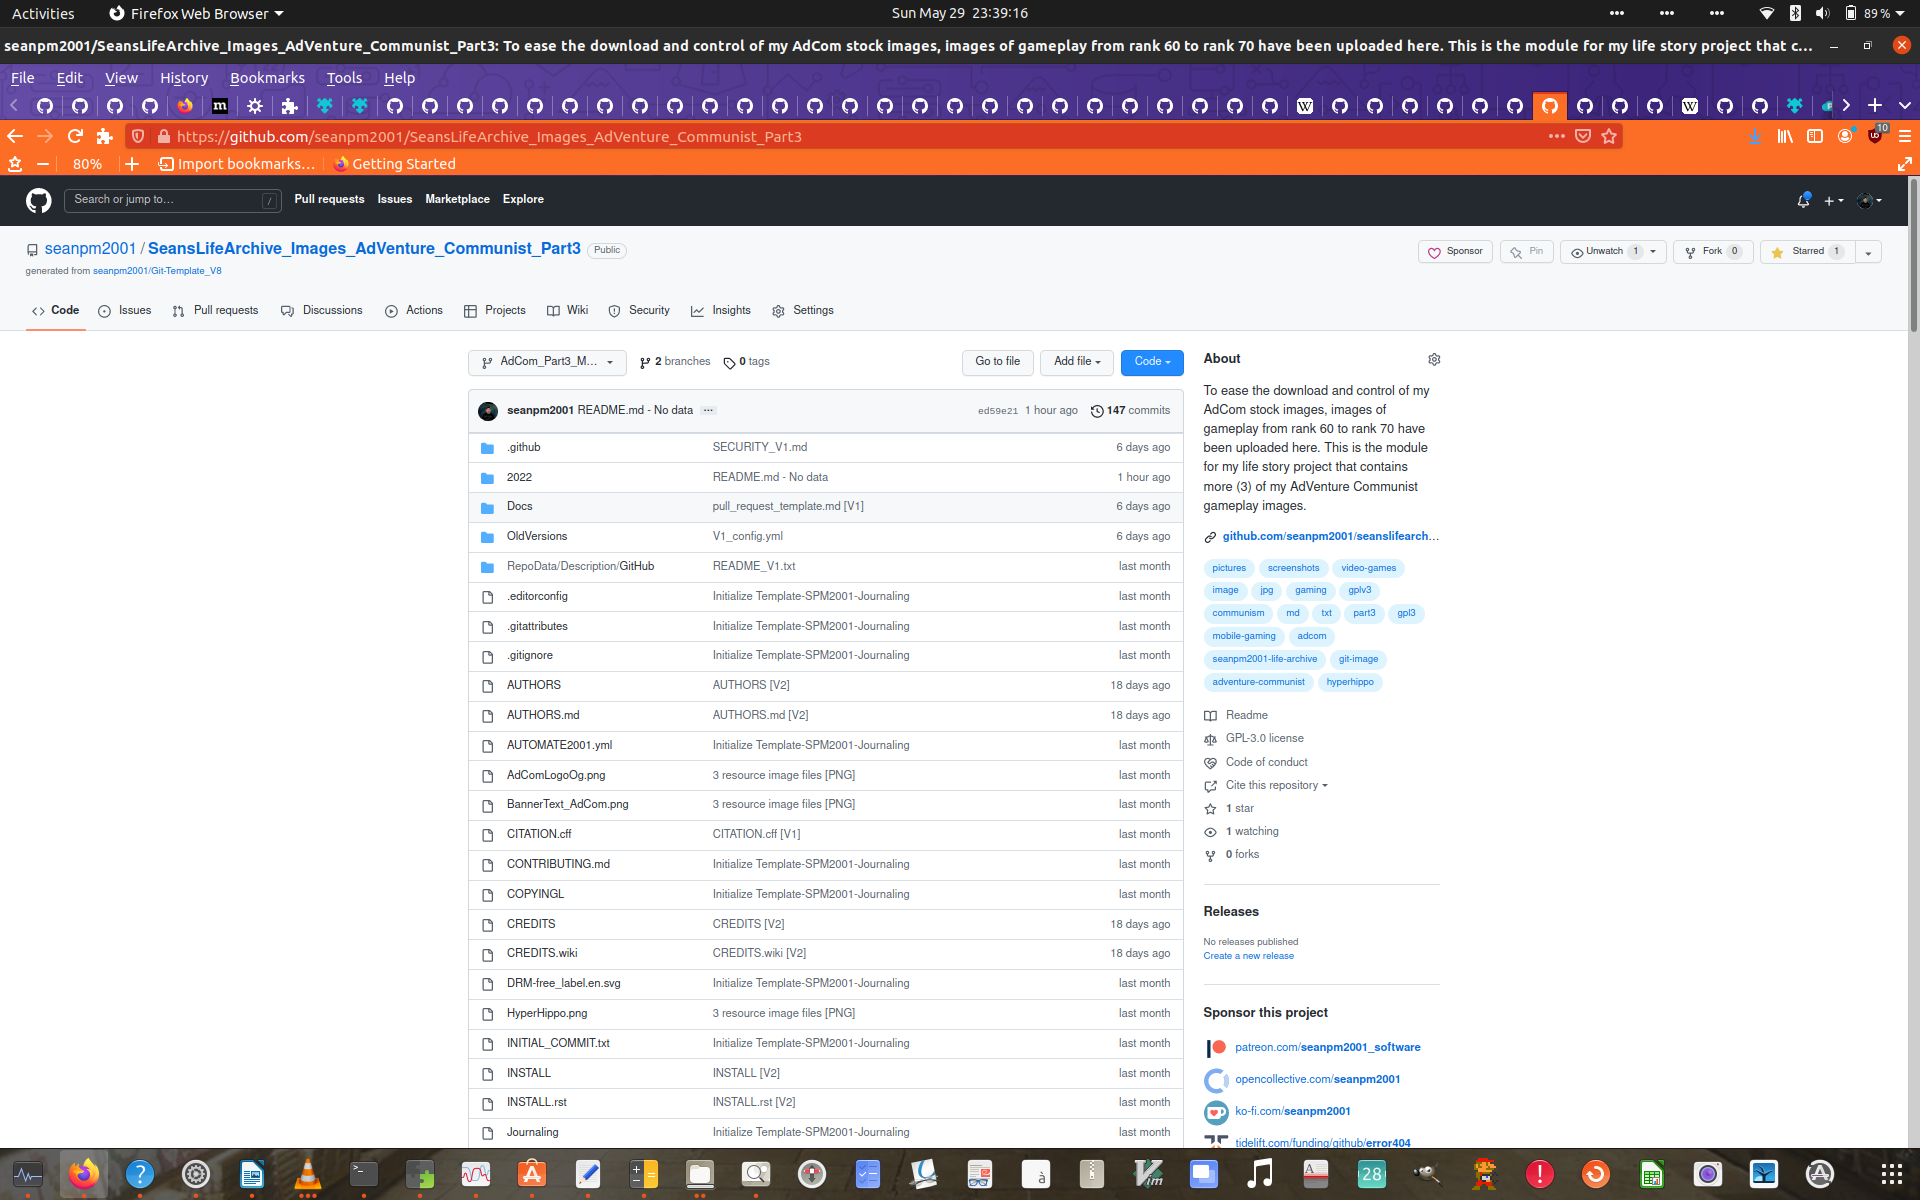 Activities
Firefox Web Browser
Sun May 29 23:39:16
89 %
seanpm2001/SeansLifeArchive_Images_AdVenture_Communist_Part3: To ease the download and control of my AdCom stock images, images of gameplay from rank 60 to rank 70 have been uploaded here. This is the module for my life story project that c...
File Edit View History Bookmarks Tools Help
https://github.com/seanpm2001/SeansLifeArchive_Images_AdVenture_Communist_Part3
10
80%
Import bookmarks...
Getting Started
Search or jump to...
/
Pull requests Issues Marketplace Explore
seanpm2001 / SeansLifeArchive_Images_AdVenture_Communist_Part3 Public
generated from seanpm2001/Git-Template_V8
Sponsor
Pin
Unwatch 1
Fork 0
Starred 1
Code Issues Pull requests Discussions Actions Projects Wiki Security Insights Settings
AdCom_Part3_M...
2 branches
0 tags
Go to file
Add file
Code
seanpm2001 README.md - No data ...
ed59e21 1 hour ago 147 commits
.github SECURITY_V1.md 6 days ago
2022 README.md - No data 1 hour ago
Docs pull_request_template.md [V1] 6 days ago
OldVersions V1_config.yml 6 days ago
RepoData/Description/GitHub README_V1.txt last month
.editorconfig Initialize Template-SPM2001-Journaling last month
.gitattributes Initialize Template-SPM2001-Journaling last month
.gitignore Initialize Template-SPM2001-Journaling last month
AUTHORS AUTHORS [V2] 18 days ago
AUTHORS.md AUTHORS.md [V2] 18 days ago
AUTOMATE2001.yml Initialize Template-SPM2001-Journaling last month
AdComLogoOg.png 3 resource image files [PNG] last month
BannerText_AdCom.png 3 resource image files [PNG] last month
CITATION.cff CITATION.cff [V1] last month
CONTRIBUTING.md Initialize Template-SPM2001-Journaling last month
COPYINGL Initialize Template-SPM2001-Journaling last month
CREDITS CREDITS [V2] 18 days ago
CREDITS.wiki CREDITS.wiki [V2] 18 days ago
DRM-free_label.en.svg Initialize Template-SPM2001-Journaling last month
HyperHippo.png 3 resource image files [PNG] last month
INITIAL_COMMIT.txt Initialize Template-SPM2001-Journaling last month
INSTALL INSTALL [V2] last month
INSTALL.rst INSTALL.rst [V2] last month
Journaling Initialize Template-SPM2001-Journaling last month
About
To ease the download and control of my
AdCom stock images, images of
gameplay from rank 60 to rank 70 have
been uploaded here. This is the module
for my life story project that contains
more (3) of my AdVenture Communist
gameplay images.
github.com/seanpm2001/seanslifearch...
pictures screenshots video-games
image jpg gaming gplv3
communism md txt part3 gpl3
mobile-gaming adcom
seanpm2001-life-archive git-image
adventure-communist hyperhippo
Readme
GPL-3.0 license
Code of conduct
Cite this repository
1 star
1 watching
0 forks
Releases
No releases published
Create a new release
Sponsor this project
patreon.com/seanpm2001_software
opencollective.com/seanpm2001
ko-fi.com/seanpm2001
tidelift.com/funding/github/error404
28